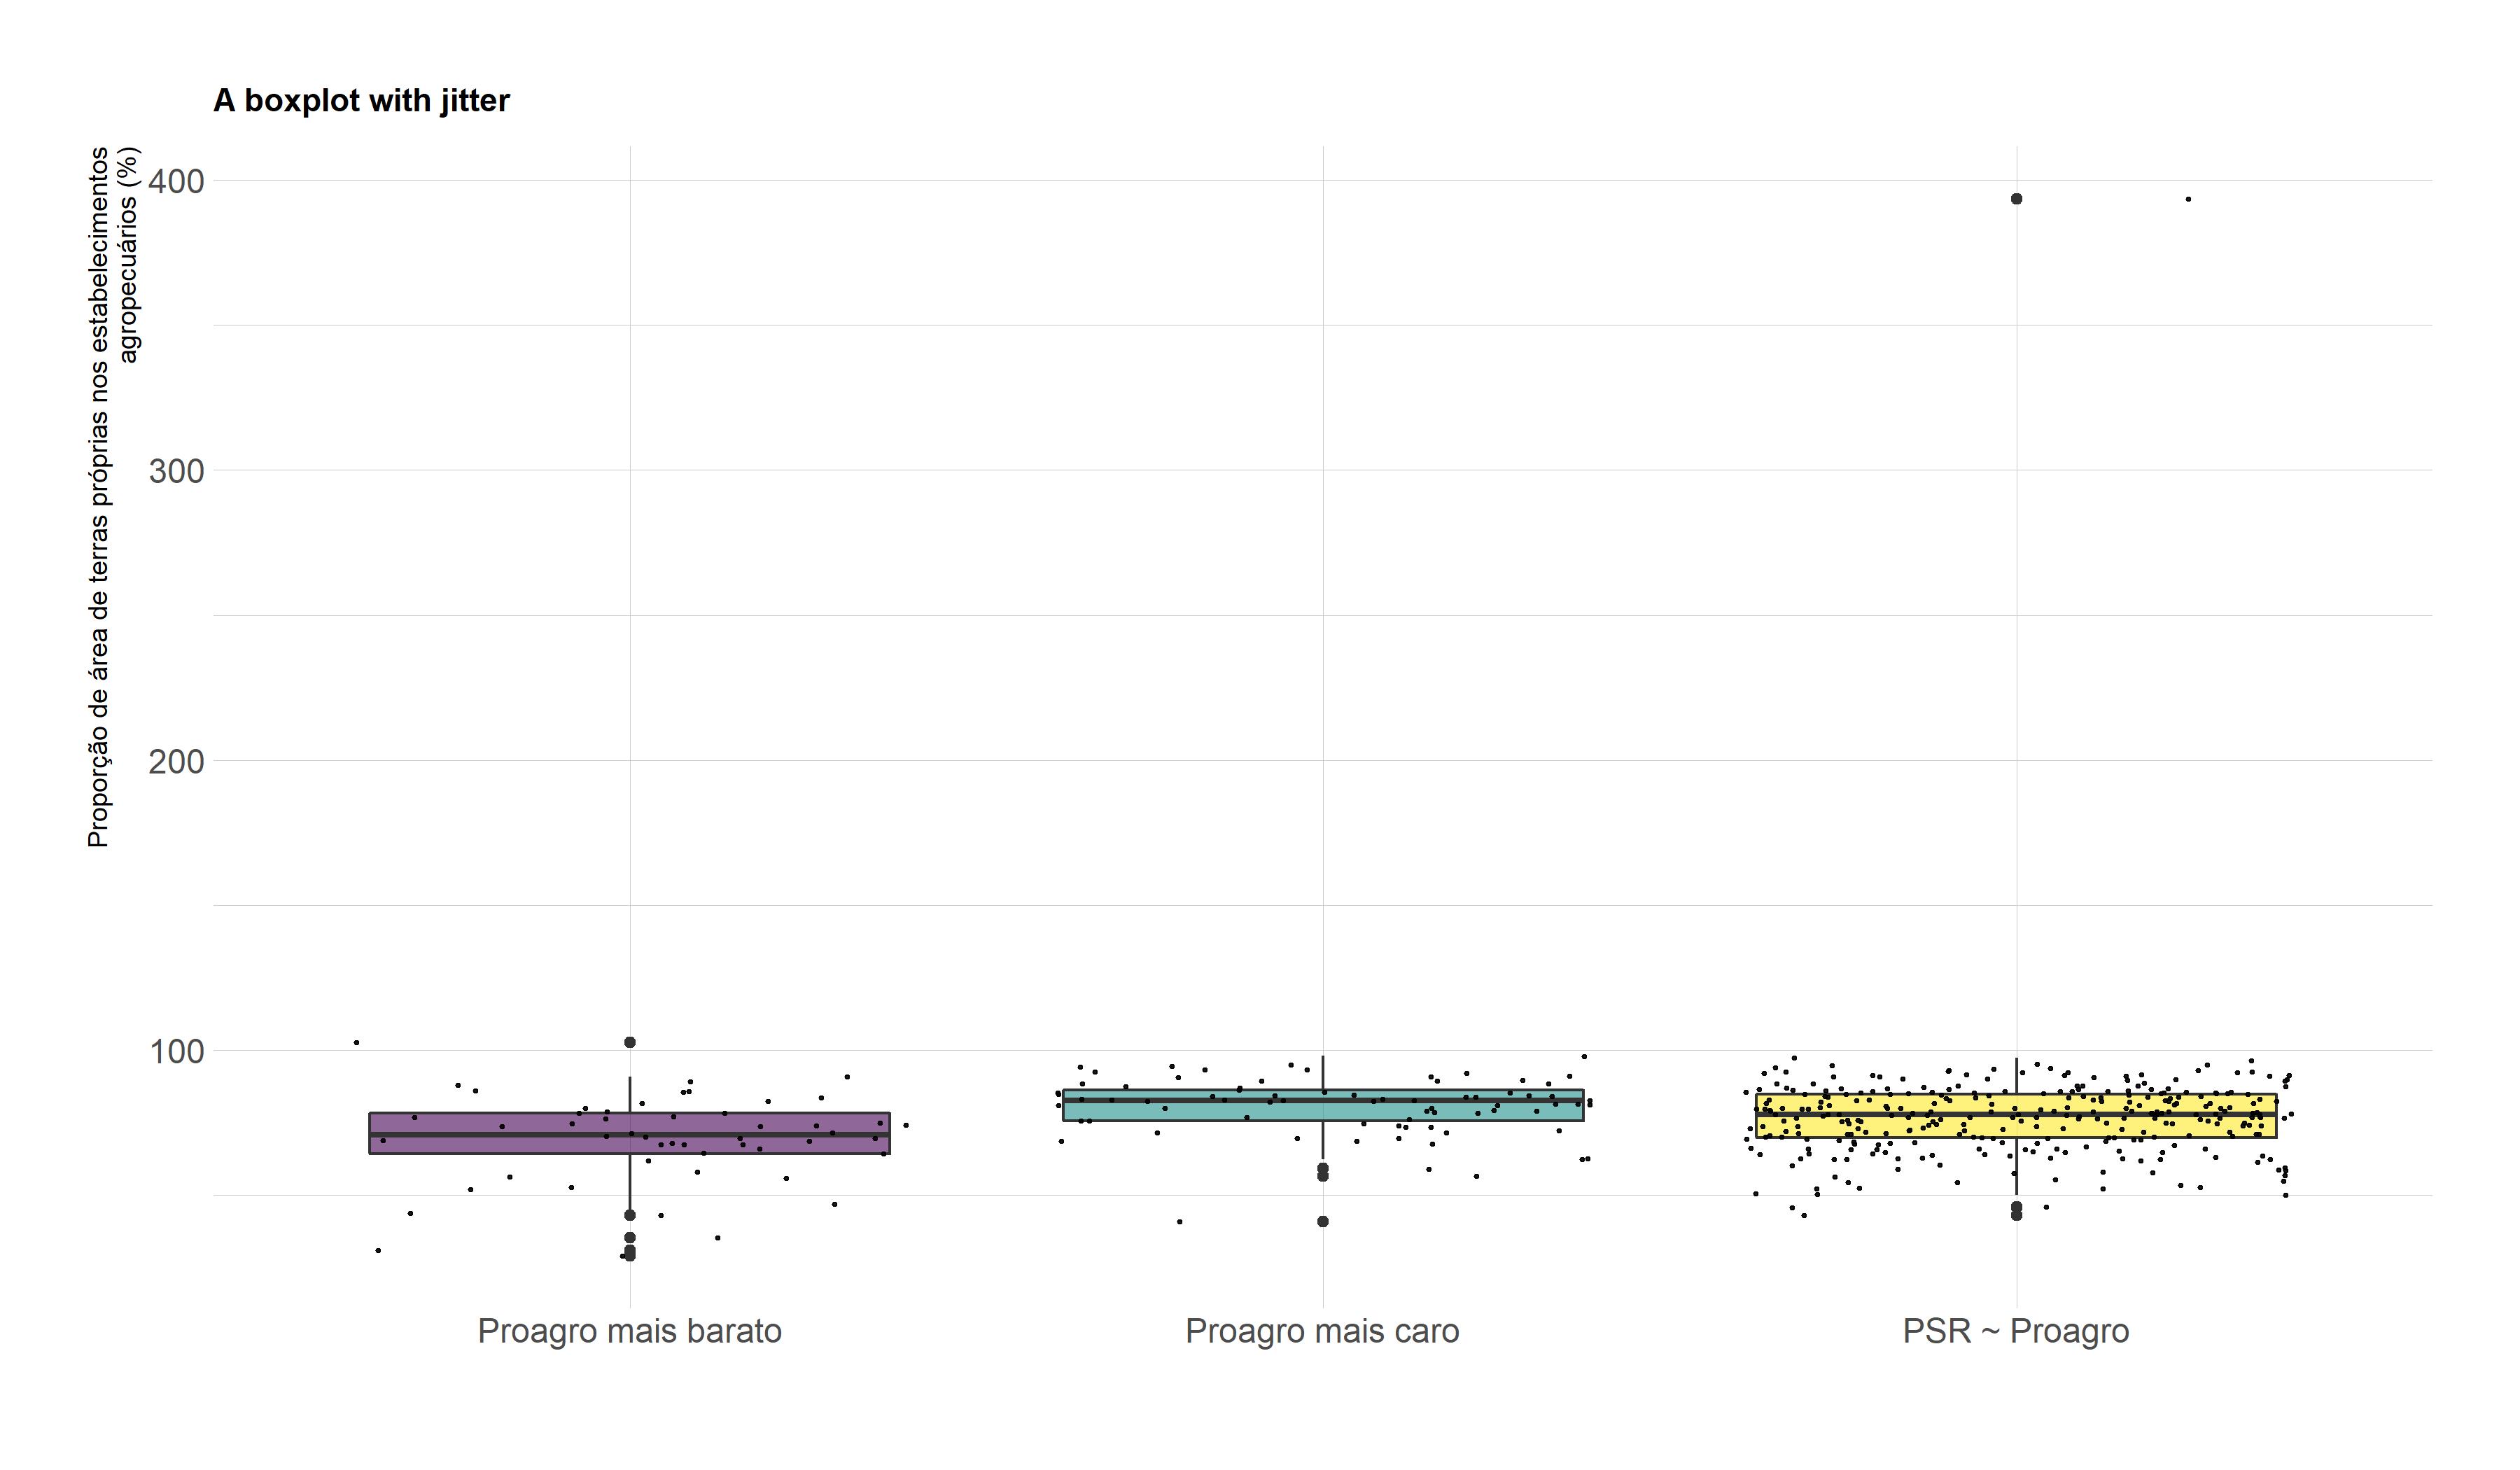 A boxplot with jitter
Proporção de área de terras próprias nos estabelecimentos
agropecuários (%)
400
300
200
100
Proagro mais barato
Proagro mais caro
PSR ~ Proagro